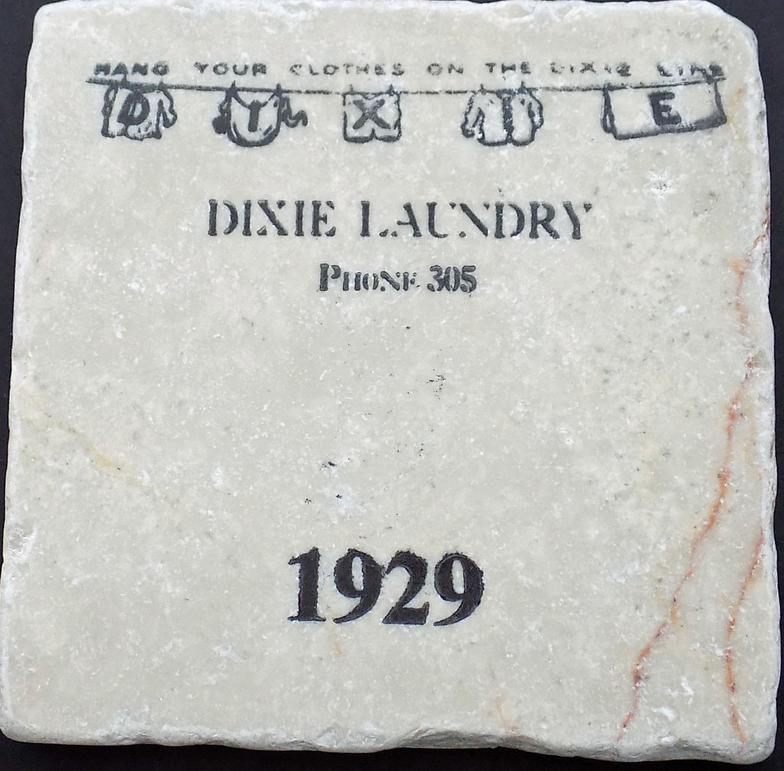 HANG YOUR CLOTHES ON THE DIXIE LINE
D I X I E
DIXIE LAUNDRY
PHONE 305
1929